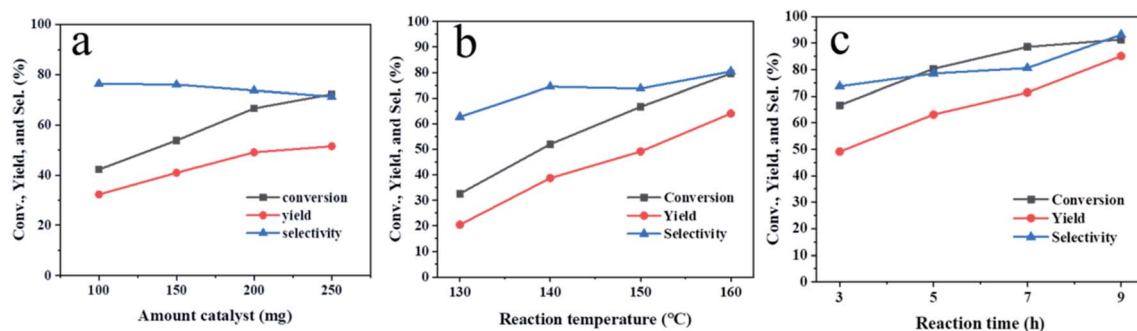 a
Conv., Yield, and Sel. (%)
100
80
60
40
20
0
conversion
yield
selectivity
100 150 200 250
Amount catalyst (mg)
b
Conv., Yield, and Sel. (%)
100
90
80
70
60
50
40
30
20
10
0
Conversion
Yield
Selectivity
130 140 150 160
Reaction temperature (°C)
c
Conv., Yield, and Sel. (%)
100
90
80
70
60
50
40
30
20
10
0
Conversion
Yield
Selectivity
3 5 7 9
Reaction time (h)